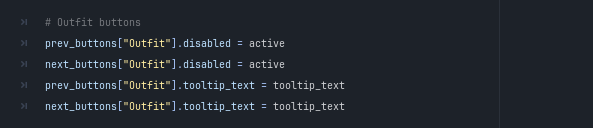 # Outfit buttons
prev_buttons["Outfit"].disabled = active
next_buttons["Outfit"].disabled = active
prev_buttons["Outfit"].tooltip_text = tooltip_text
next_buttons["Outfit"].tooltip_text = tooltip_text